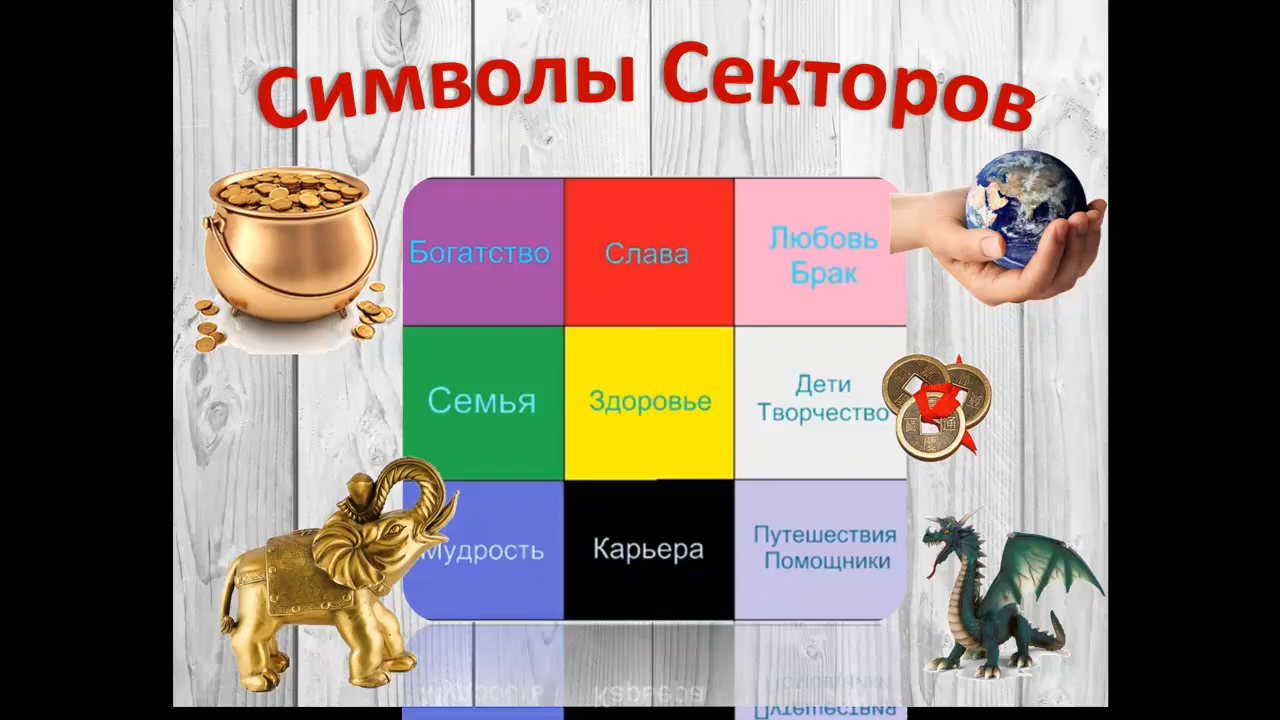 Символы Секторов
Богатство
Слава
Любовь
Брак
Семья
Здоровье
Дети
Творчество
Мудрость
Карьера
Путешествия
Помощники